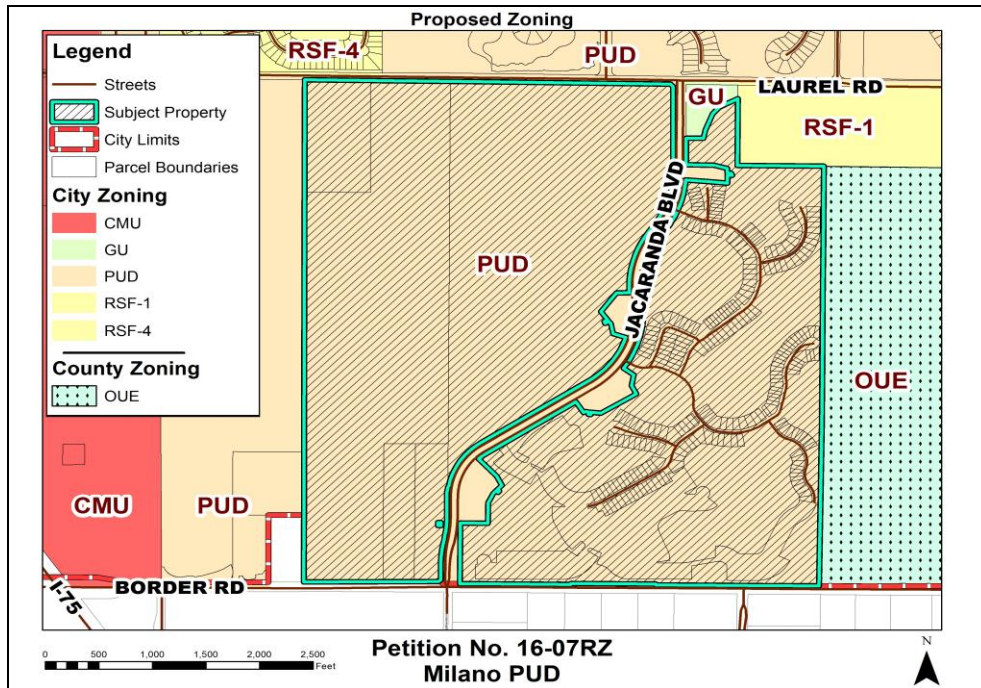 Proposed Zoning
Legend
Streets
Subject Property
City Limits
Parcel Boundaries
City Zoning
CMU
GU
PUD
RSF-1
RSF-4
County Zoning
OUE
RSF-4
PUD
LAUREL RD
GU
RSF-1
JACARANDA BLVD
PUD
OUE
CMU
PUD
BORDER RD
I-75
0 500 1,000 1,500 2,000 2,500
Feet
Petition No. 16-07RZ
Milano PUD
N